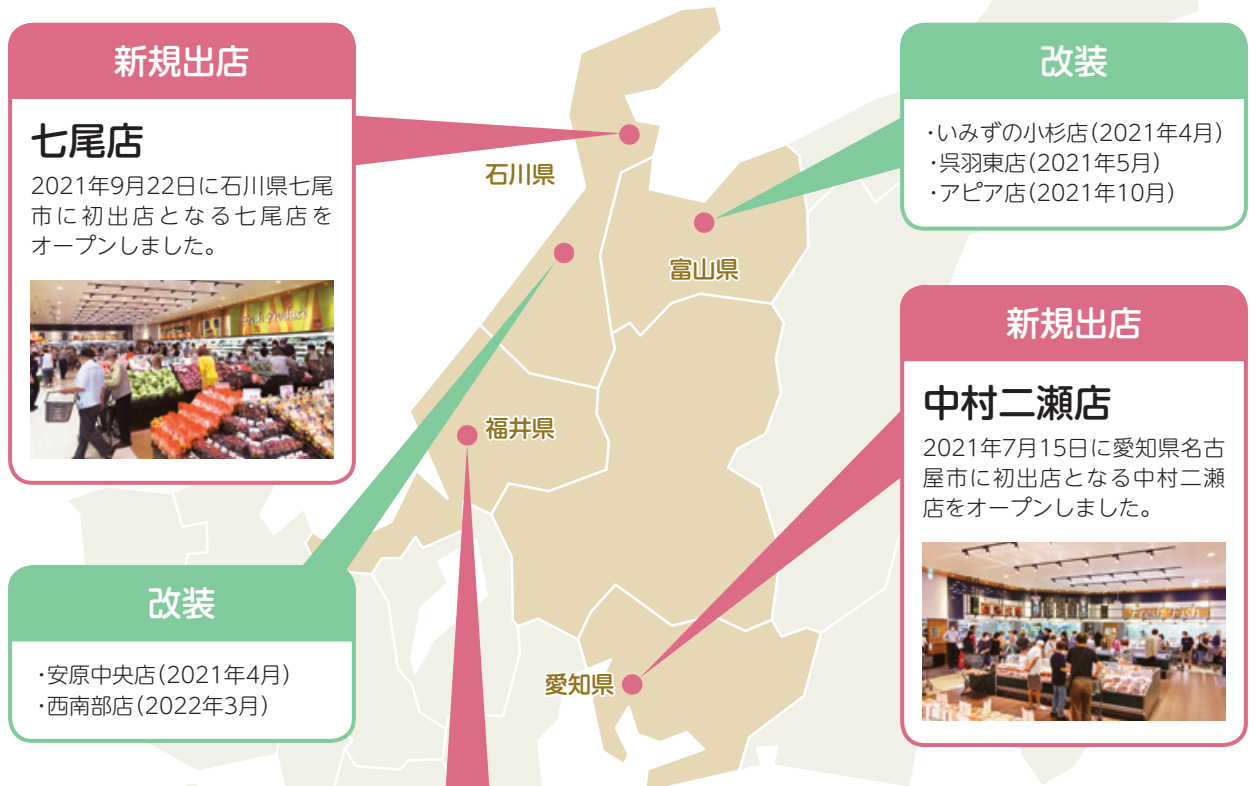 新規出店
七尾店
2021年9月22日に石川県七尾
市に初出店となる七尾店を
オープンしました。
Fresh Product
改装
・安原中央店(2021年4月)
・西南部店(2022年3月)
石川県
富山県
福井県
愛知県
改装
・いみずの小杉店(2021年4月)
・呉羽東店(2021年5月)
・アピア店(2021年10月)
新規出店
中村二瀬店
2021年7月15日に愛知県名古
屋市に初出店となる中村二瀬
店をオープンしました。
Fresh Fish